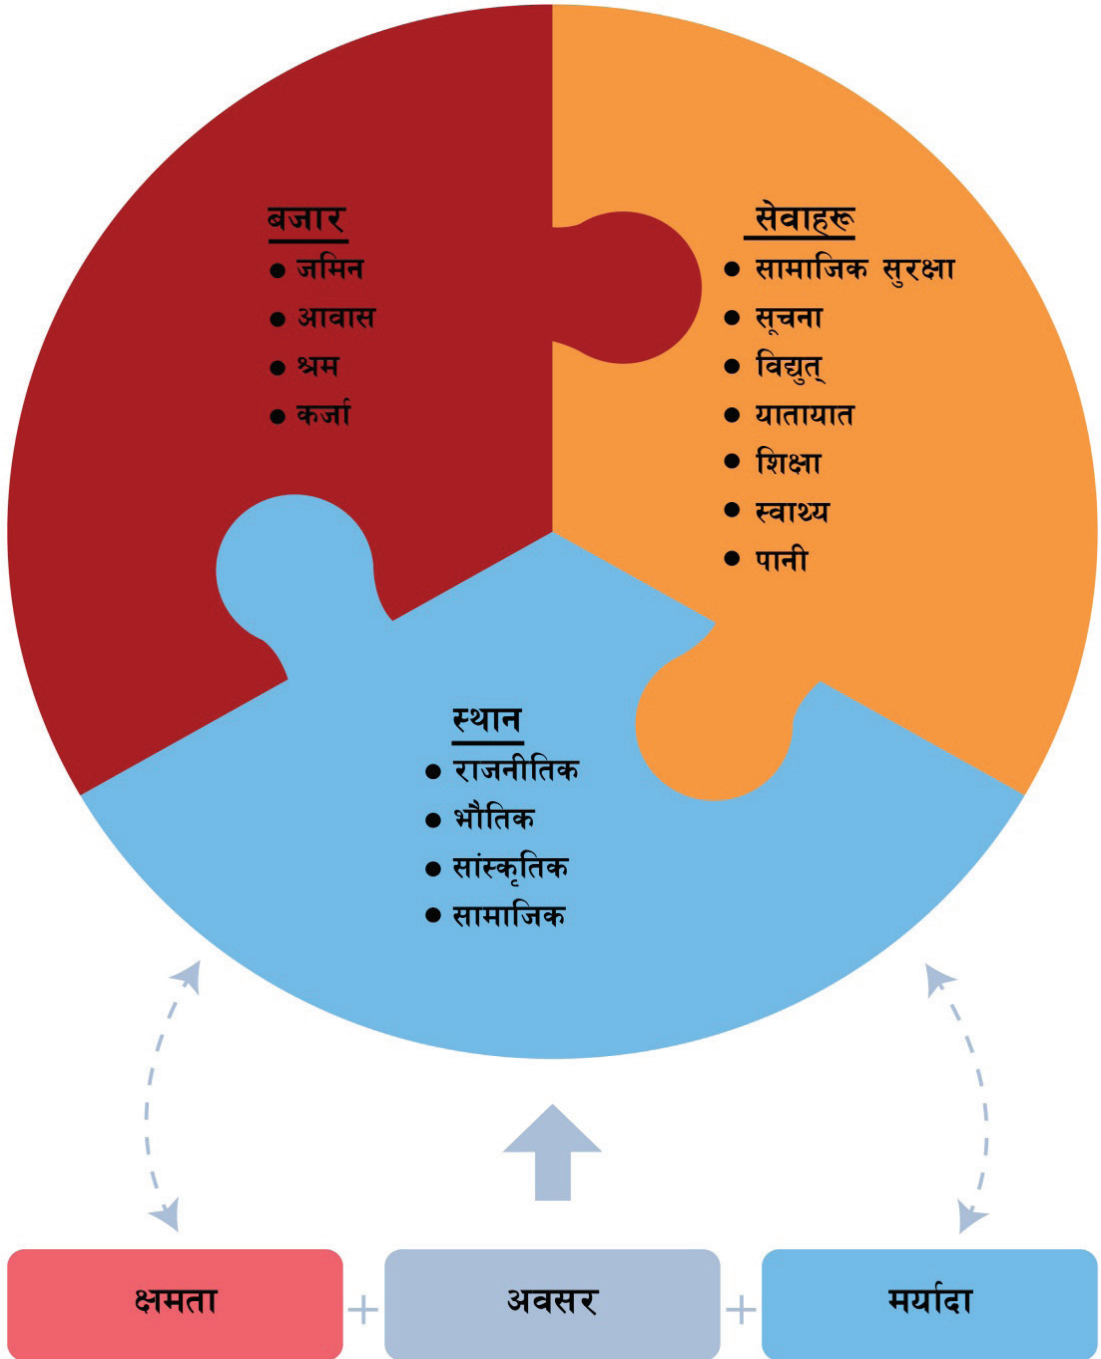 बजार
● जमिन
● आवास
● श्रम
● कर्जा
सेवाहरू
● सामाजिक सुरक्षा
● सूचना
● विद्युत्
● यातायात
● शिक्षा
● स्वाथ्य
● पानी
स्थान
● राजनीतिक
● भौतिक
● सांस्कृतिक
● सामाजिक
क्षमता + अवसर + मर्यादा